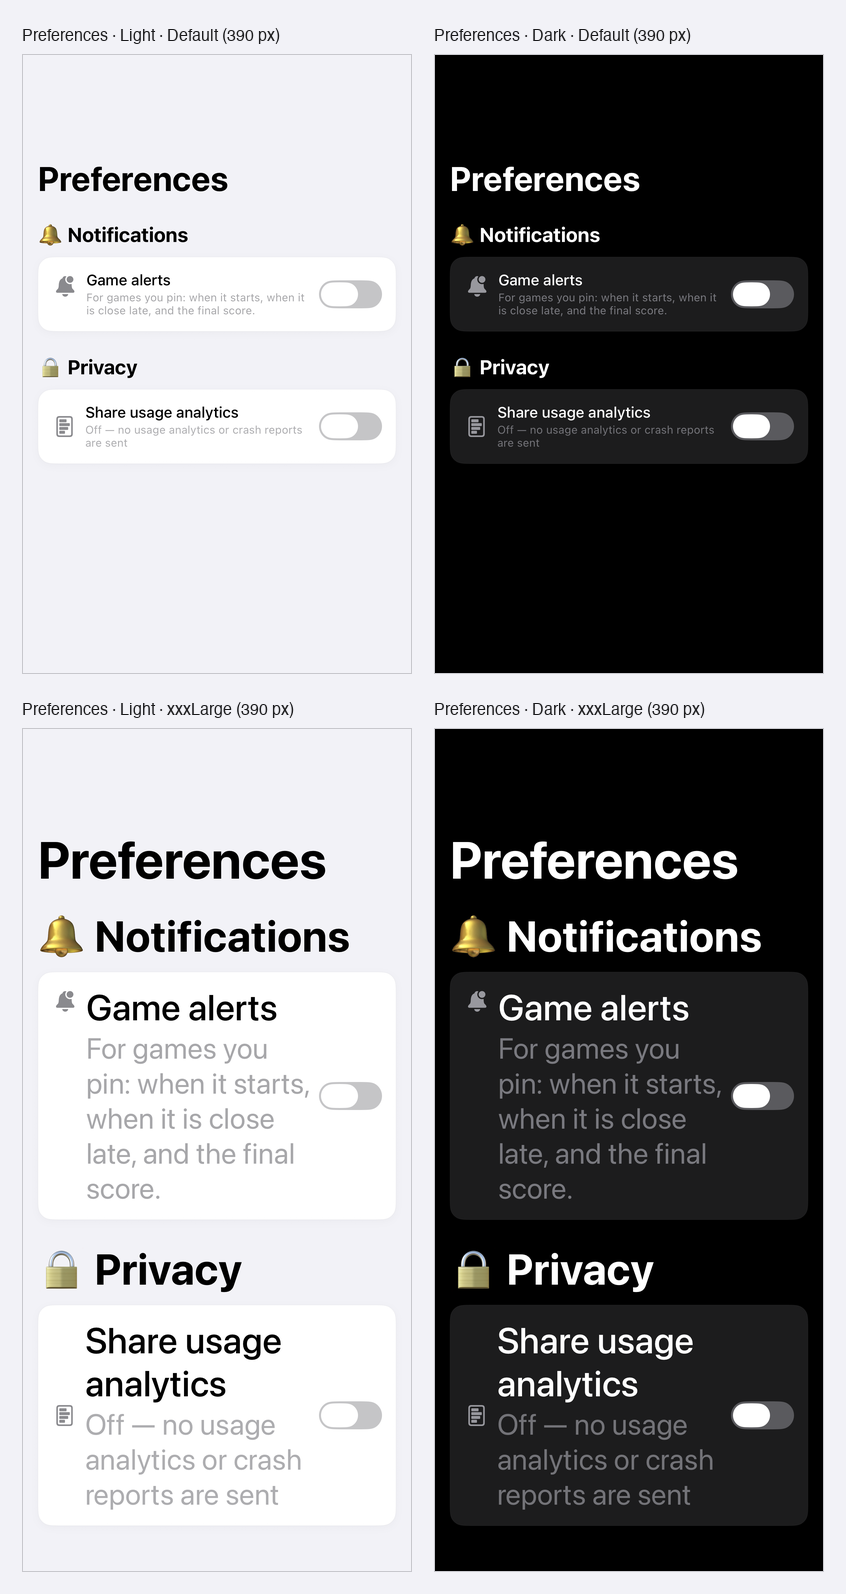 Preferences · Light · Default (390 px)
Preferences
🔔 Notifications
Game alerts
For games you pin: when it starts, when it
is close late, and the final score.
🔒 Privacy
Share usage analytics
Off — no usage analytics or crash reports
are sent
Preferences · Dark · Default (390 px)
Preferences
🔔 Notifications
Game alerts
For games you pin: when it starts, when it
is close late, and the final score.
🔒 Privacy
Share usage analytics
Off — no usage analytics or crash reports
are sent
Preferences · Light · xxxLarge (390 px)
Preferences
🔔 Notifications
Game alerts
For games you
pin: when it starts,
when it is close
late, and the final
score.
🔒 Privacy
Share usage
analytics
Off — no usage
analytics or crash
reports are sent
Preferences · Dark · xxxLarge (390 px)
Preferences
🔔 Notifications
Game alerts
For games you
pin: when it starts,
when it is close
late, and the final
score.
🔒 Privacy
Share usage
analytics
Off — no usage
analytics or crash
reports are sent